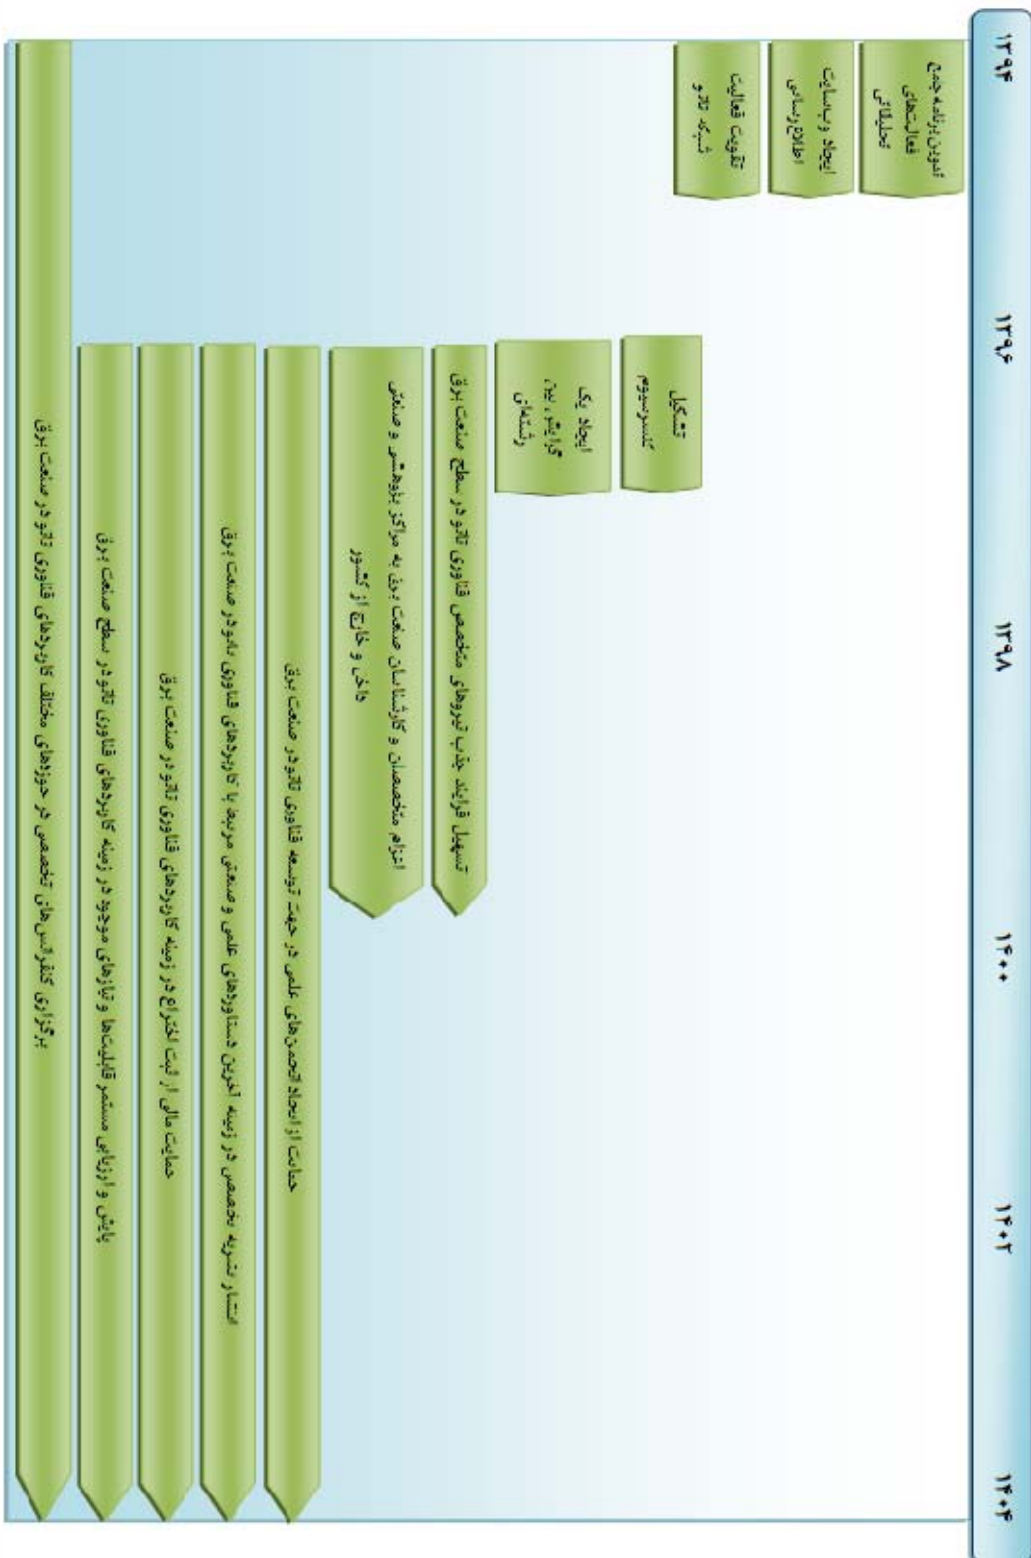 ۱۳۹۴
۱۳۹۶
۱۳۹۸
۱۴۰۰
۱۴۰۲
۱۴۰۴
تدوین برنامه جامع
فعالیت‌های
تحقیقاتی
ایجاد وب‌سایت
اطلاع‌رسانی
تقویت فعالیت
شبکه نانو
تشکیل
کنسرسیوم
ایجاد یک
گرایش بین
رشته‌ای
تسهیل فرایند جذب نیروهای متخصص فناوری نانو در سطح صنعت برق
اعزام متخصصان و کارشناسان صنعت برق به مراکز پژوهشی و صنعتی
داخل و خارج از کشور
حمایت از ایجاد انجمن‌های علمی در جهت توسعه فناوری نانو در صنعت برق
انتشار نشریه تخصصی در زمینه آخرین دستاوردهای علمی و صنعتی مرتبط با کاربردهای فناوری نانو در صنعت برق
حمایت مالی از ثبت اختراع در زمینه کاربردهای فناوری نانو در صنعت برق
پایش و ارزیابی مستمر قابلیت‌ها و نیازهای موجود در زمینه کاربردهای فناوری نانو در سطح صنعت برق
برگزاری کنفرانس‌های تخصصی در حوزه‌های مختلف کاربردهای فناوری نانو در صنعت برق